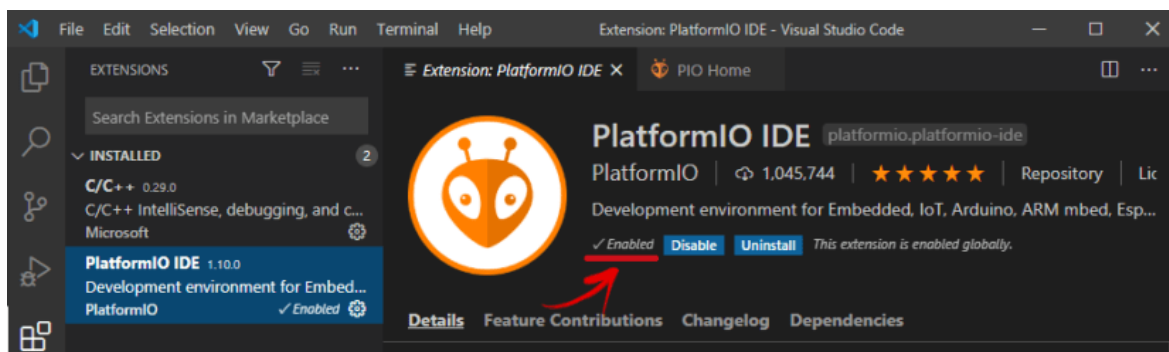 File Edit Selection View Go Run Terminal Help Extension: PlatformIO IDE - Visual Studio Code
EXTENSIONS
Search Extensions in Marketplace
INSTALLED 2
C/C++ 0.29.0
C/C++ IntelliSense, debugging, and c...
Microsoft
PlatformIO IDE 1.10.0
Development environment for Embed...
PlatformIO ✓ Enabled
Extension: PlatformIO IDE PIO Home
PlatformIO IDE platformio.platformio-ide
PlatformIO 1,045,744 ★★★★★ Repository Lic
Development environment for Embedded, IoT, Arduino, ARM mbed, Esp...
✓ Enabled Disable Uninstall This extension is enabled globally.
Details Feature Contributions Changelog Dependencies